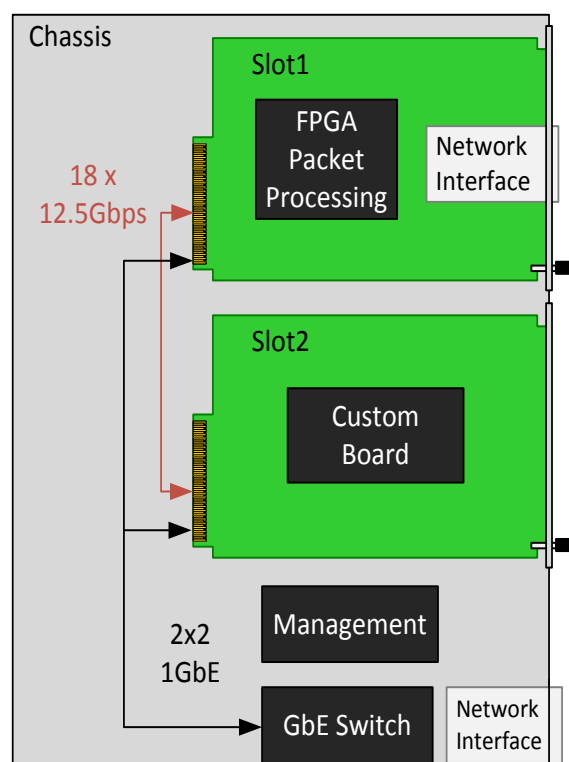 Chassis
Slot1
FPGA
Packet
Processing
Network
Interface
18 x
12.5Gbps
Slot2
Custom
Board
Management
2x2
1GbE
GbE Switch
Network
Interface